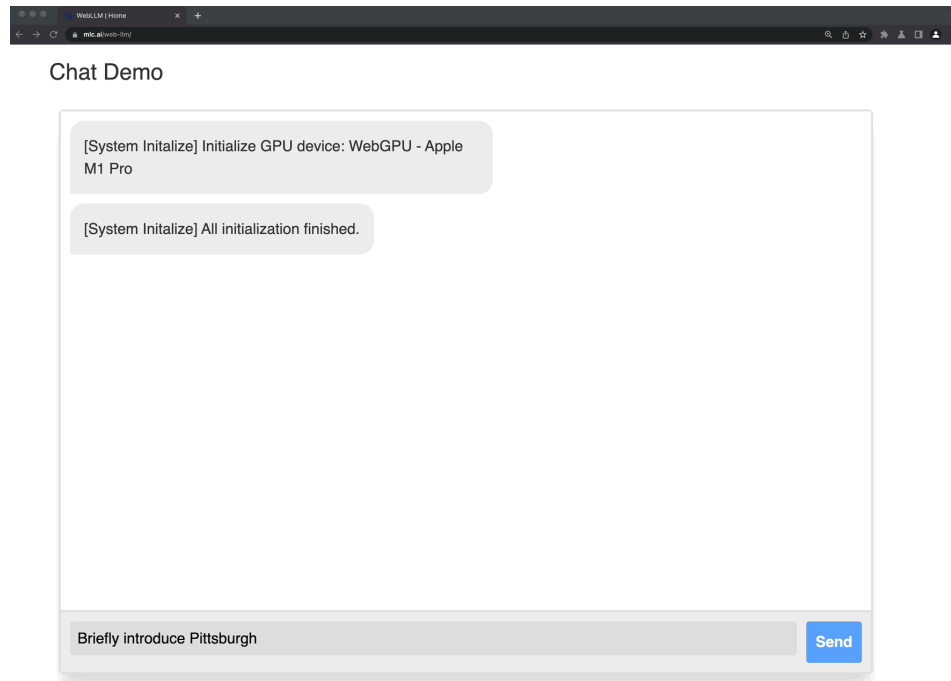 WebLLM | Home
mlc.ai/web-llm/
Chat Demo
[System Initalize] Initialize GPU device: WebGPU - Apple
M1 Pro
[System Initalize] All initialization finished.
Briefly introduce Pittsburgh
Send